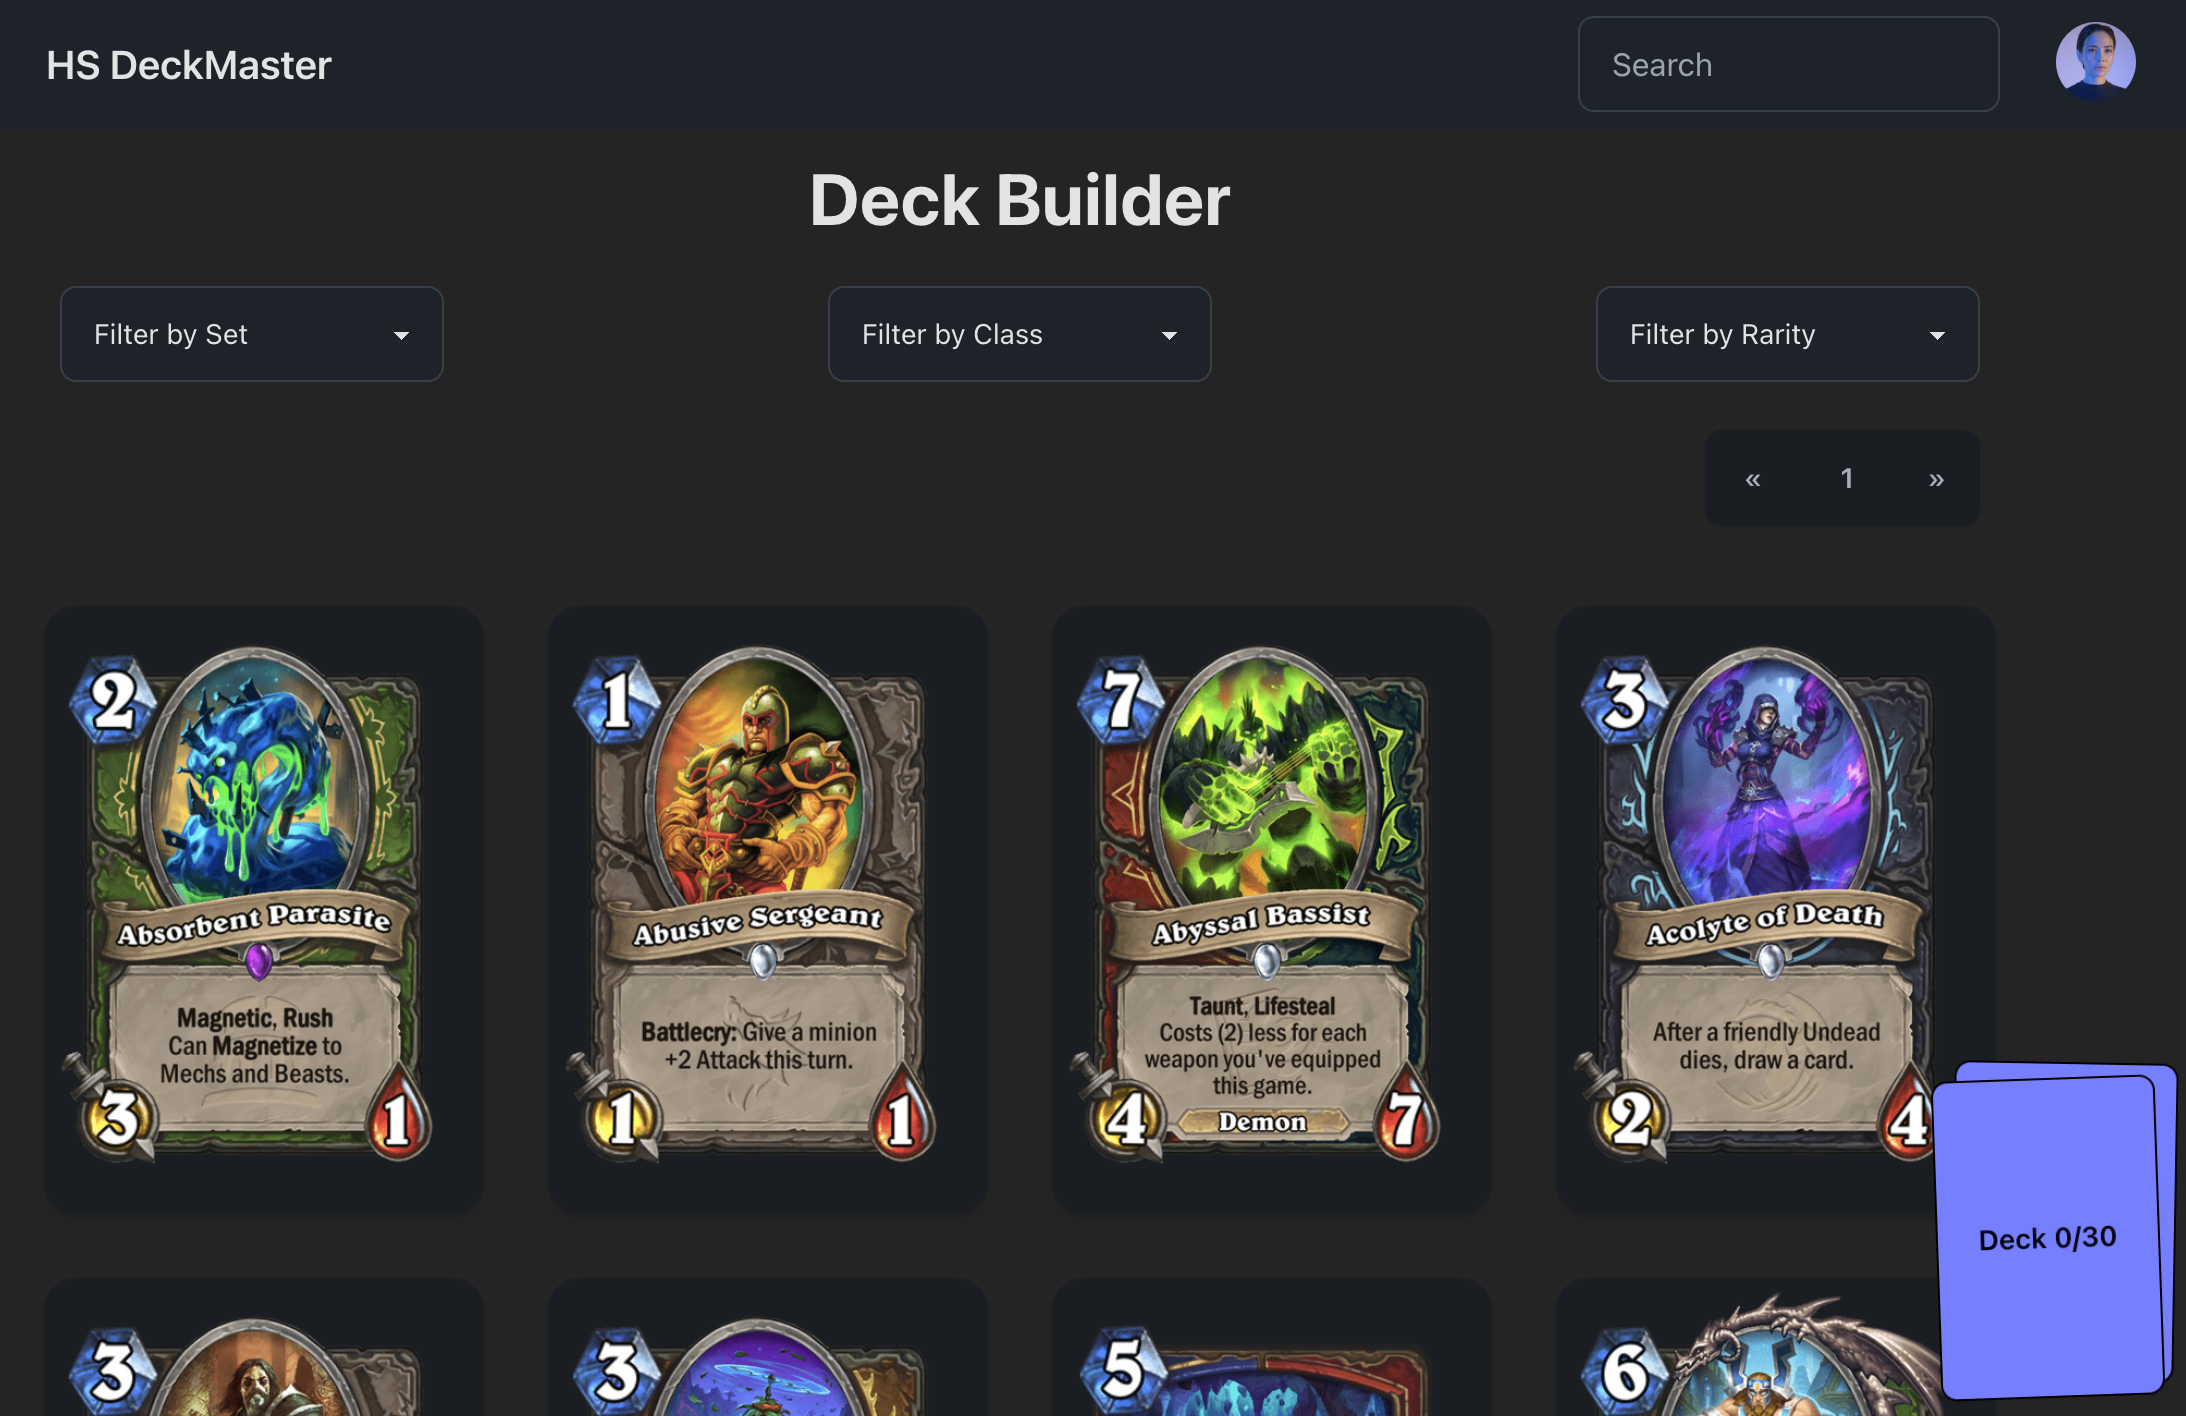 HS DeckMaster
Search
Deck Builder
Filter by Set
Filter by Class
Filter by Rarity
« 1 »
2
Absorbent Parasite
Magnetic, Rush
Can Magnetize to
Mechs and Beasts.
3
1
1
Abusive Sergeant
Battlecry: Give a minion
+2 Attack this turn.
1
1
7
Abyssal Bassist
Taunt, Lifesteal
Costs (2) less for each
weapon you've equipped
this game.
Demon
4
7
3
Acolyte of Death
After a friendly Undead
dies, draw a card.
2
4
Deck 0/30
3
3
5
6